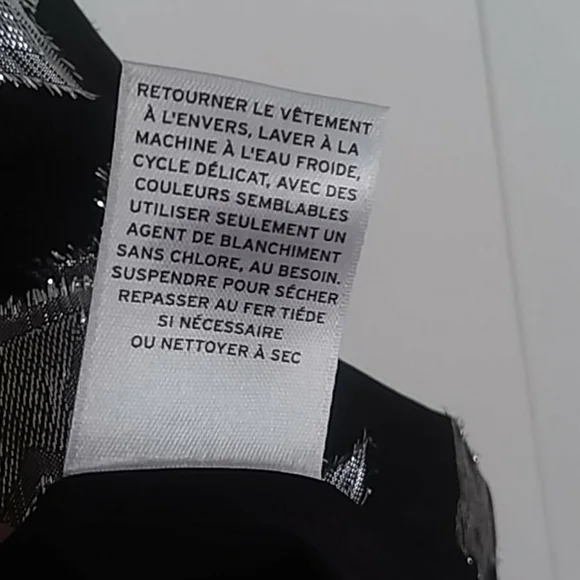 RETOURNER LE VÊTEMENT
À L'ENVERS, LAVER À LA
MACHINE À L'EAU FROIDE,
CYCLE DÉLICAT, AVEC DES
COULEURS SEMBLABLES
UTILISER SEULEMENT UN
AGENT DE BLANCHIMENT
SANS CHLORE, AU BESOIN.
SUSPENDRE POUR SÉCHER
REPASSER AU FER TIÉDE
SI NÉCESSAIRE
OU NETTOYER À SEC